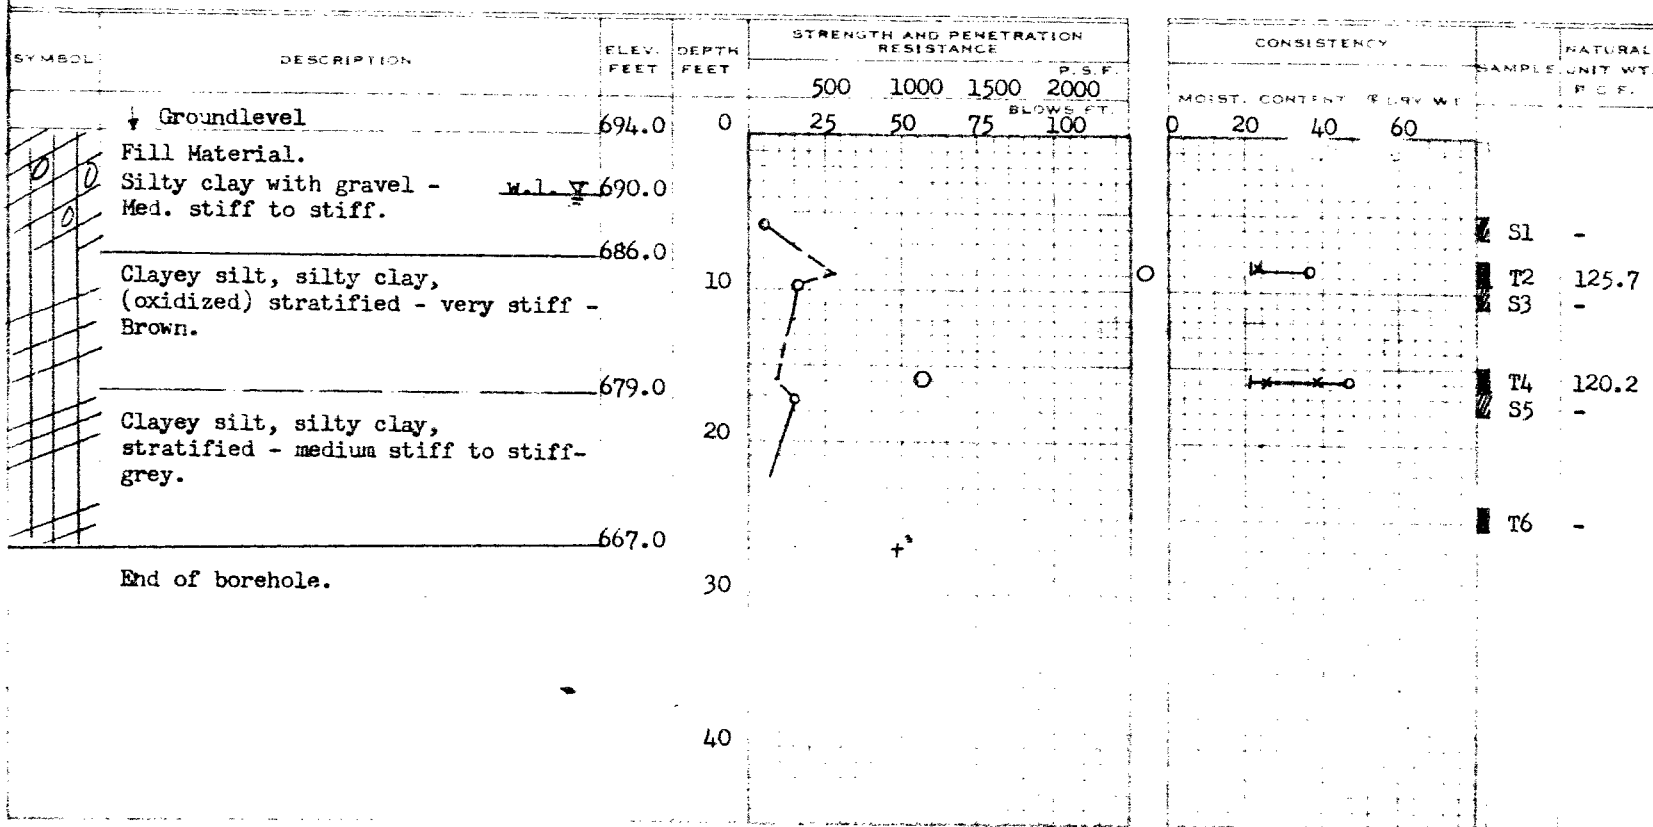 SYMBOL DESCRIPTION ELEV. FEET DEPTH FEET STRENGTH AND PENETRATION RESISTANCE CONSISTENCY SAMPLE NATURAL UNIT WT. P.C.F.
P.S.F.
500 1000 1500 2000
BLOWS FT.
MOIST. CONTENT % DRY WT
25 50 75 100
0 20 40 60
Groundlevel 694.0 0
Fill Material.
Silty clay with gravel - w.l. 690.0
Med. stiff to stiff.
S1 -
686.0
Clayey silt, silty clay, 10 T2 125.7
(oxidized) stratified - very stiff - S3 -
Brown.
679.0 T4 120.2
S5 -
Clayey silt, silty clay, 20
stratified - medium stiff to stiff-
grey.
T6 -
667.0
+³
End of borehole. 30
40